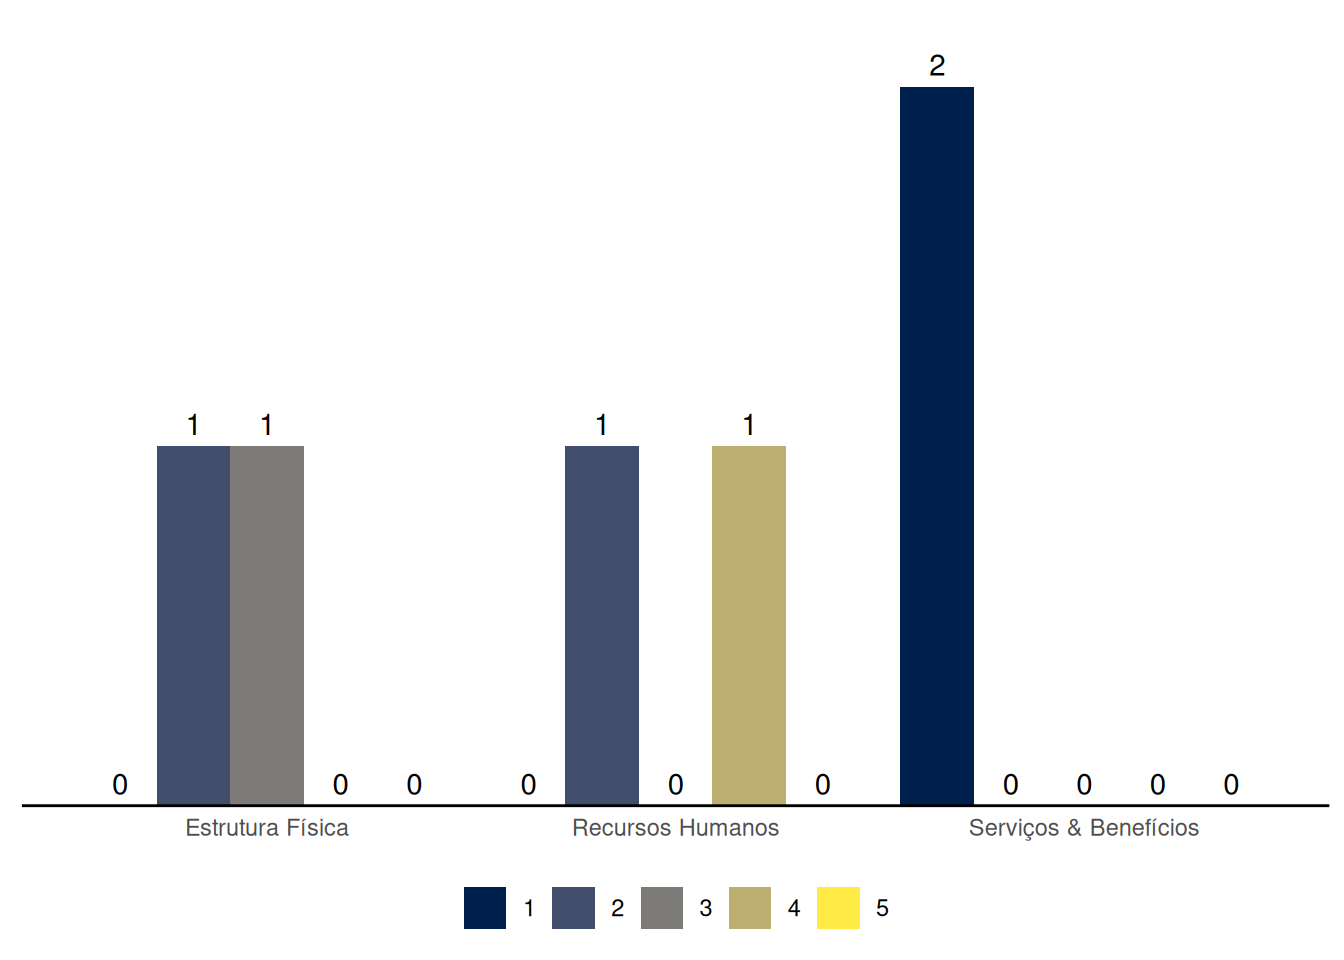 2
1 1 1 1
0 0 0 0 0 0 0 0 0 0
Estrutura Física Recursos Humanos Serviços & Benefícios
1 2 3 4 5